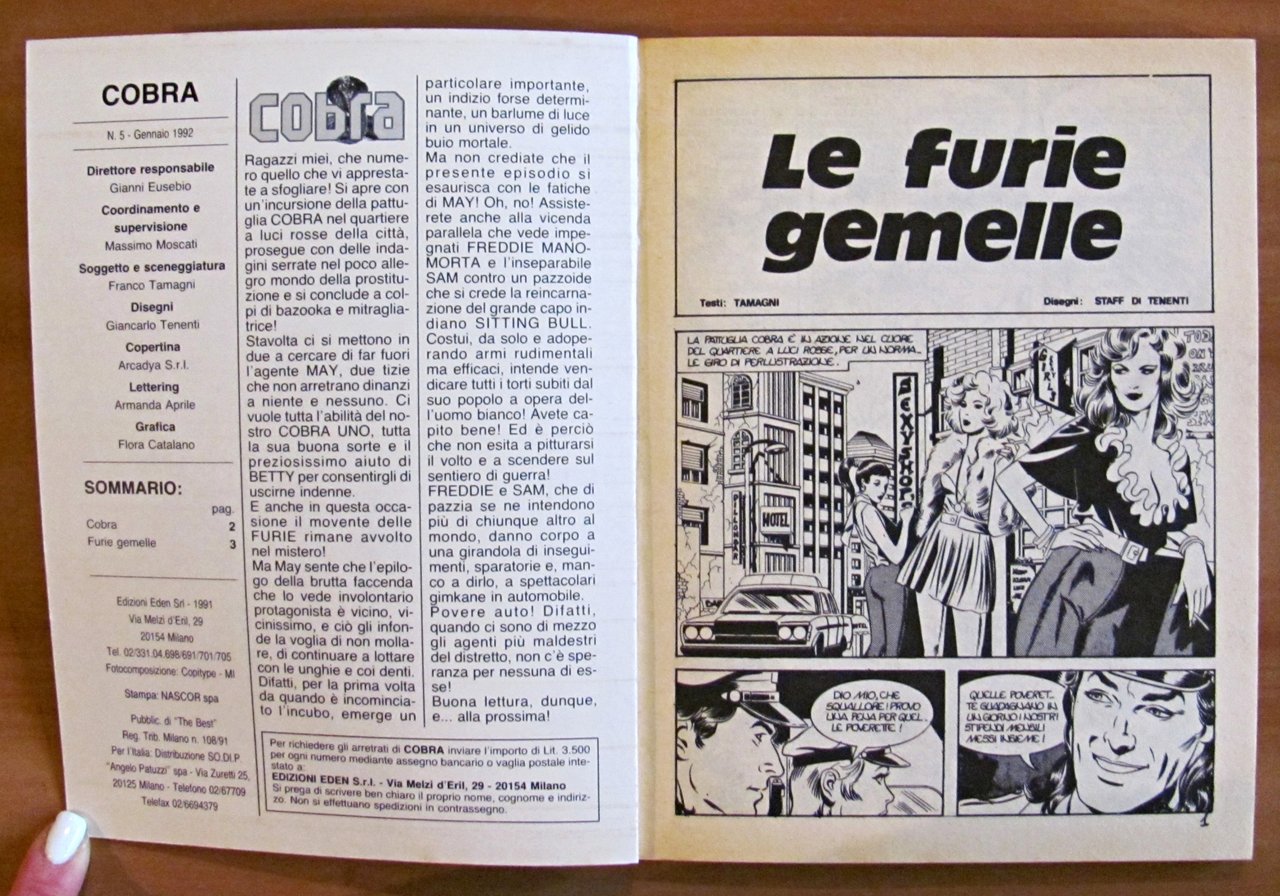 COBRA
N. 5 - Gennaio 1992
Direttore responsabile
Gianni Eusebio
Coordinamento e
supervisione
Massimo Moscati
Soggetto e sceneggiatura
Franco Tamagni
Disegni
Giancarlo Tenenti
Copertina
Arcadya S.r.l.
Lettering
Armanda Aprile
Grafica
Flora Catalano
SOMMARIO:
pag.
Cobra 2
Furie gemelle 3
Edizioni Eden Srl - 1991
Via Melzi d'Eril, 29
20154 Milano
Tel. 02/331.04.698/691/701/705
Fotocomposizione: Copitype - MI
Stampa: NASCOR spa
Pubblic. di "The Best"
Reg. Trib. Milano n. 108/91
Per l'Italia: Distribuzione SO.DI.P.
"Angelo Patuzzi" spa - Via Zuretti 25,
20125 Milano - Telefono 02/67709
Telefax 02/6694379
cobra
Ragazzi miei, che nume-
ro quello che vi appresta-
te a sfogliare! Si apre con
un'incursione della pattu-
glia COBRA nel quartiere
a luci rosse della città,
prosegue con delle inda-
gini serrate nel poco alle-
gro mondo della prostitu-
zione e si conclude a col-
pi di bazooka e mitraglia-
trice!
Stavolta ci si mettono in
due a cercare di far fuori
l'agente MAY, due tizie
che non arretrano dinanzi
a niente e nessuno. Ci
vuole tutta l'abilità del no-
stro COBRA UNO, tutta
la sua buona sorte e il
preziosissimo aiuto di
BETTY per consentirgli di
uscirne indenne.
E anche in questa occa-
sione il movente delle
FURIE rimane avvolto
nel mistero!
Ma May sente che l'epilo-
go della brutta faccenda
che lo vede involontario
protagonista è vicino, vi-
cinissimo, e ciò gli infon-
de la voglia di non molla-
re, di continuare a lottare
con le unghie e coi denti.
Difatti, per la prima volta
da quando è incomincia-
to l'incubo, emerge un
particolare importante,
un indizio forse determi-
nante, un barlume di luce
in un universo di gelido
buio mortale.
Ma non crediate che il
presente episodio si
esaurisca con le fatiche
di MAY! Oh, no! Assiste-
rete anche alla vicenda
parallela che vede impe-
gnati FREDDIE MANO-
MORTA e l'inseparabile
SAM contro un pazzoide
che si crede la reincarna-
zione del grande capo in-
diano SITTING BULL.
Costui, da solo e adope-
rando armi rudimentali
ma efficaci, intende ven-
dicare tutti i torti subiti dal
suo popolo a opera del-
l'uomo bianco! Avete ca-
pito bene! Ed è perciò
che non esita a pitturarsi
il volto e a scendere sul
sentiero di guerra!
FREDDIE e SAM, che di
pazzia se ne intendono
più di chiunque altro al
mondo, danno corpo a
una girandola di insegui-
menti, sparatorie e, man-
co a dirlo, a spettacolari
gimkane in automobile.
Povere auto! Difatti,
quando ci sono di mezzo
gli agenti più maldestri
del distretto, non c'è spe-
ranza per nessuna di es-
se!
Buona lettura, dunque,
e... alla prossima!
Per richiedere gli arretrati di COBRA inviare l'importo di Lit. 3.500
per ogni numero mediante assegno bancario o vaglia postale inte-
stato a:
EDIZIONI EDEN S.r.l. - Via Melzi d'Eril, 29 - 20154 Milano
Si prega di scrivere ben chiaro il proprio nome, cognome e indiriz-
zo. Non si effettuano spedizioni in contrassegno.
Le furie
gemelle
Testi: TAMAGNI
Disegni: STAFF DI TENENTI
LA PATTUGLIA COBRA È IN AZIONE NEL CUORE
DEL QUARTIERE A LUCI ROSSE, PER UN NORMA-
LE GIRO DI PERLUSTRAZIONE.
SEXY SHOP
GIRLS
HOTEL
DIO MIO, CHE
SQUALLORE! PROVO
UNA PENA PER QUEL-
LE POVERETTE!
QUELLE POVERET-
TE GUADAGNANO IN
UN GIORNO I NOSTRI
STIPENDI MENSILI
MESSI INSIEME!
1